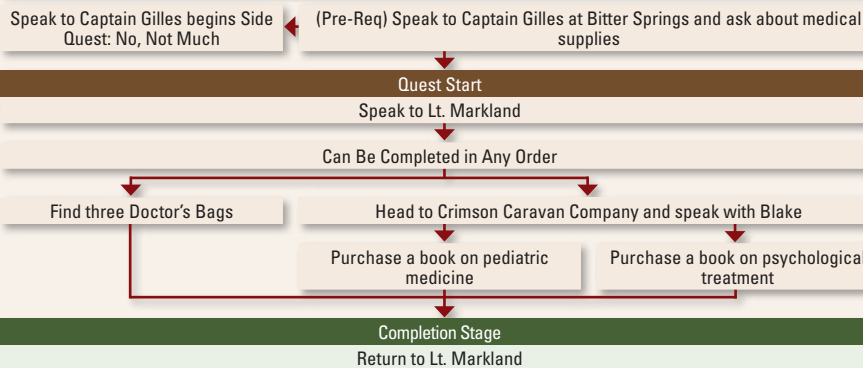 Speak to Captain Gilles begins Side
Quest: No, Not Much
(Pre-Req) Speak to Captain Gilles at Bitter Springs and ask about medical
supplies
Quest Start
Speak to Lt. Markland
Can Be Completed in Any Order
Find three Doctor's Bags
Head to Crimson Caravan Company and speak with Blake
Purchase a book on pediatric
medicine
Purchase a book on psychological
treatment
Completion Stage
Return to Lt. Markland